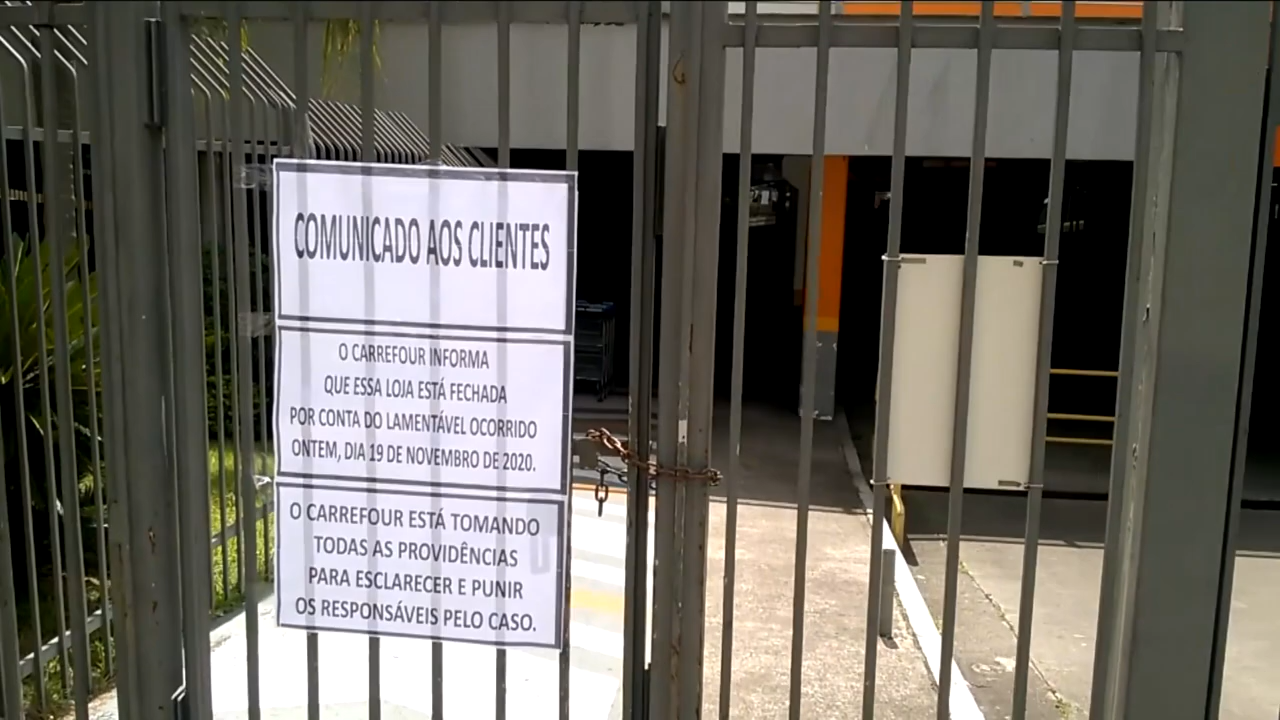 COMUNICADO AOS CLIENTES
O CARREFOUR INFORMA
QUE ESSA LOJA ESTÁ FECHADA
POR CONTA DO LAMENTÁVEL OCORRIDO
ONTEM, DIA 19 DE NOVEMBRO DE 2020.
O CARREFOUR ESTÁ TOMANDO
TODAS AS PROVIDÊNCIAS
PARA ESCLARECER E PUNIR
OS RESPONSÁVEIS PELO CASO.